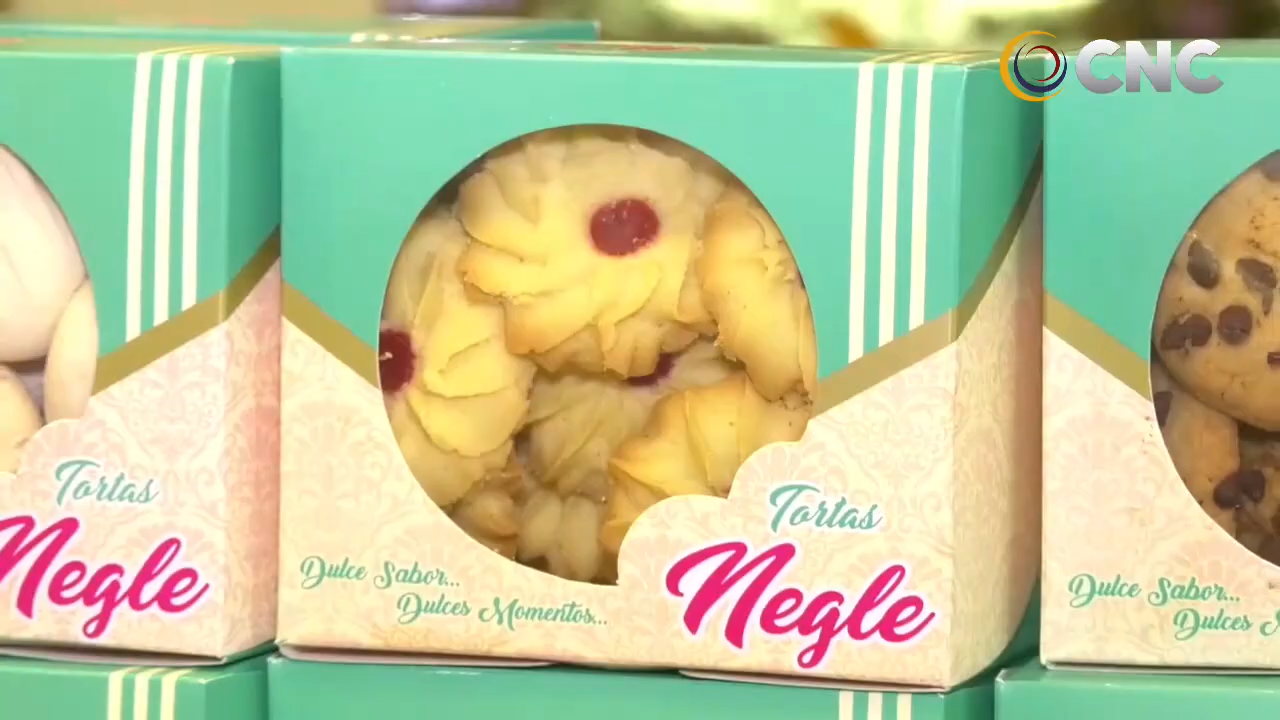 CNC
Tortas
Negle
Dulce Sabor...
Dulces Momentos...
Tortas
Negle
Dulce Sabor...
Dulces